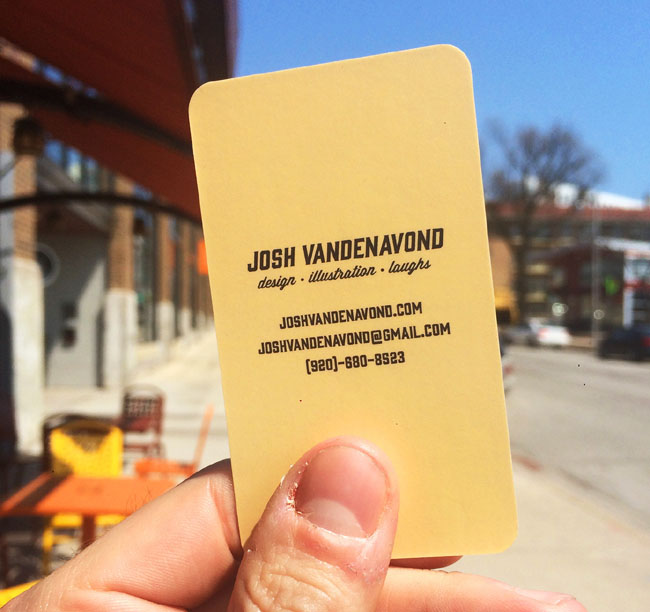 JOSH VANDENAVOND
design · illustration · laughs
JOSHVANDENAVOND.COM
JOSHVANDENAVOND@GMAIL.COM
(920)-680-8523